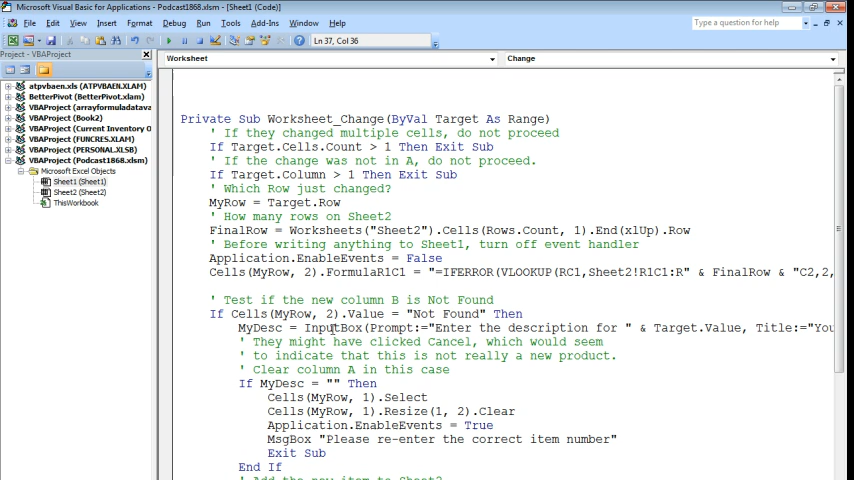 Microsoft Visual Basic for Applications - Podcast1868.xlsm - [Sheet1 (Code)]
File Edit View Insert Format Debug Run Tools Add-Ins Window Help
Type a question for help
Ln 37, Col 36
Project - VBAProject
Worksheet
Change
atpvbaen.xls (ATPVBAEN.XLAM)
BetterPivot (BetterPivot.xlam)
VBAProject (arrayformuladatava
VBAProject (Book2)
VBAProject (Current Inventory O
VBAProject (FUNCRES.XLAM)
VBAProject (PERSONAL.XLSB)
VBAProject (Podcast1868.xlsm)
Microsoft Excel Objects
Sheet1 (Sheet1)
Sheet2 (Sheet2)
ThisWorkbook
Private Sub Worksheet_Change(ByVal Target As Range)
' If they changed multiple cells, do not proceed
If Target.Cells.Count > 1 Then Exit Sub
' If the change was not in A, do not proceed.
If Target.Column > 1 Then Exit Sub
' Which Row just changed?
MyRow = Target.Row
' How many rows on Sheet2
FinalRow = Worksheets("Sheet2").Cells(Rows.Count, 1).End(xlUp).Row
' Before writing anything to Sheet1, turn off event handler
Application.EnableEvents = False
Cells(MyRow, 2).FormulaR1C1 = "=IFERROR(VLOOKUP(RC1,Sheet2!R1C1:R" & FinalRow & "C2,2,
' Test if the new column B is Not Found
If Cells(MyRow, 2).Value = "Not Found" Then
MyDesc = InputBox(Prompt:="Enter the description for " & Target.Value, Title:="You
' They might have clicked Cancel, which would seem
' to indicate that this is not really a new product.
' Clear column A in this case
If MyDesc = "" Then
Cells(MyRow, 1).Select
Cells(MyRow, 1).Resize(1, 2).Clear
Application.EnableEvents = True
MsgBox "Please re-enter the correct item number"
Exit Sub
End If
' Add the new item to Sheet2